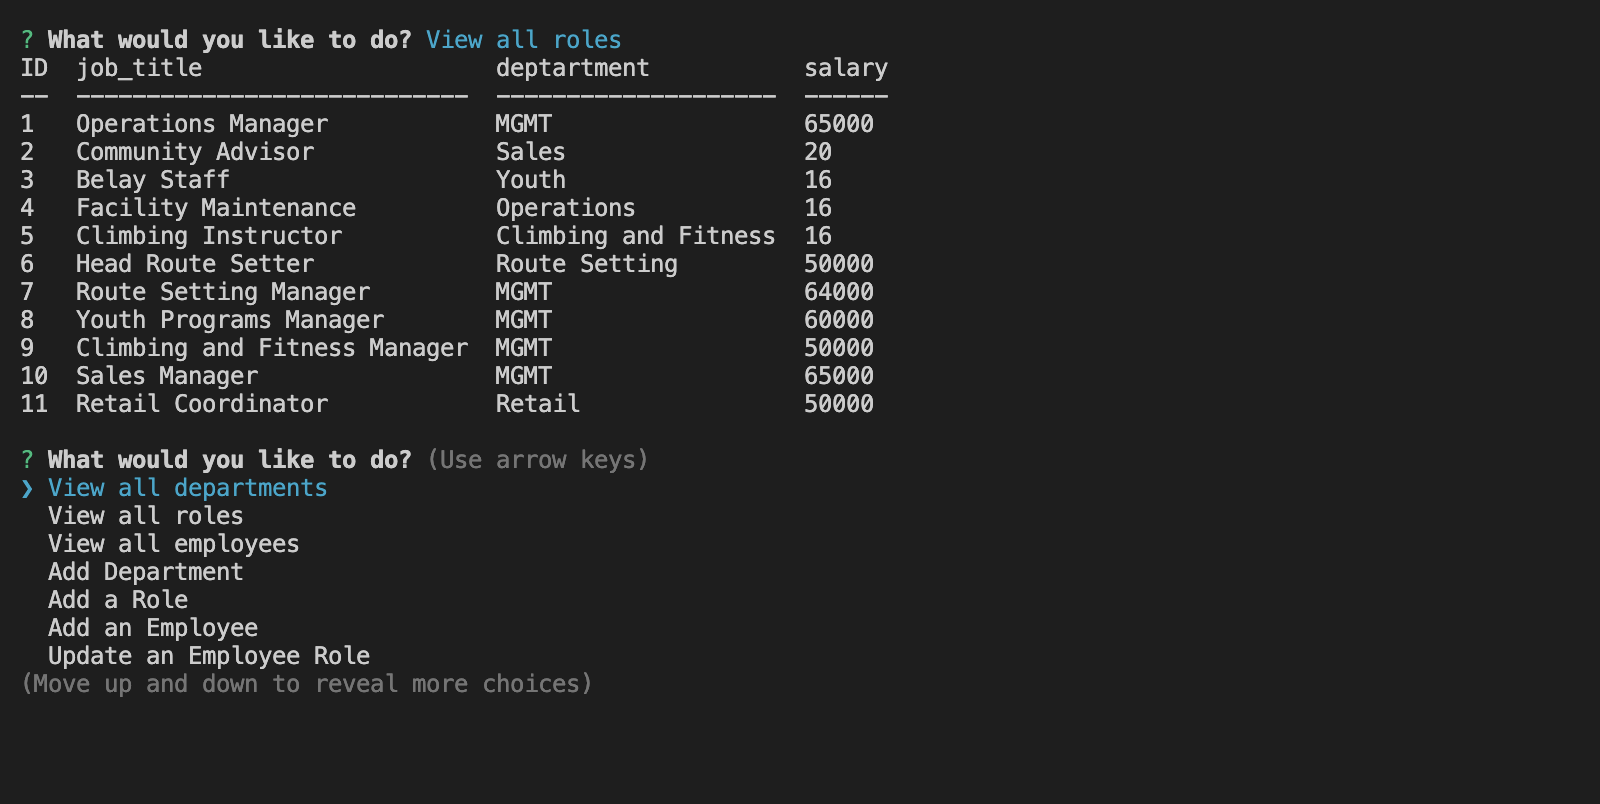 ? What would you like to do? View all roles
ID  job_title                     deptartment           salary
--  ----------------------------  --------------------  ------
1   Operations Manager            MGMT                  65000
2   Community Advisor             Sales                 20
3   Belay Staff                   Youth                 16
4   Facility Maintenance          Operations            16
5   Climbing Instructor           Climbing and Fitness  16
6   Head Route Setter             Route Setting         50000
7   Route Setting Manager         MGMT                  64000
8   Youth Programs Manager        MGMT                  60000
9   Climbing and Fitness Manager  MGMT                  50000
10  Sales Manager                 MGMT                  65000
11  Retail Coordinator            Retail                50000
? What would you like to do? (Use arrow keys)
❯ View all departments
  View all roles
  View all employees
  Add Department
  Add a Role
  Add an Employee
  Update an Employee Role
(Move up and down to reveal more choices)